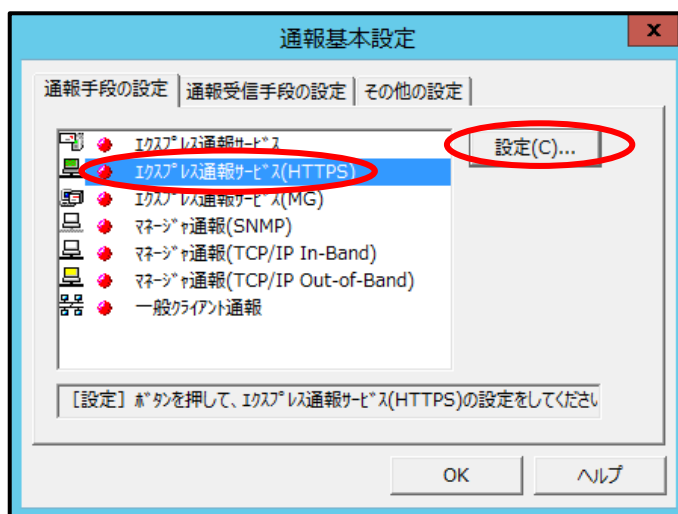 通報基本設定
x
通報手段の設定 通報受信手段の設定 その他の設定
ｴｸｽﾌﾟﾚｽ通報ｻｰﾋﾞｽ
設定(C)...
ｴｸｽﾌﾟﾚｽ通報ｻｰﾋﾞｽ(HTTPS)
ｴｸｽﾌﾟﾚｽ通報ｻｰﾋﾞｽ(MG)
ﾏﾈｰｼﾞｬ通報(SNMP)
ﾏﾈｰｼﾞｬ通報(TCP/IP In-Band)
ﾏﾈｰｼﾞｬ通報(TCP/IP Out-of-Band)
一般ｸﾗｲｱﾝﾄ通報
［設定］ﾎﾞﾀﾝを押して、ｴｸｽﾌﾟﾚｽ通報ｻｰﾋﾞｽ(HTTPS)の設定をしてください
OK ヘルプ